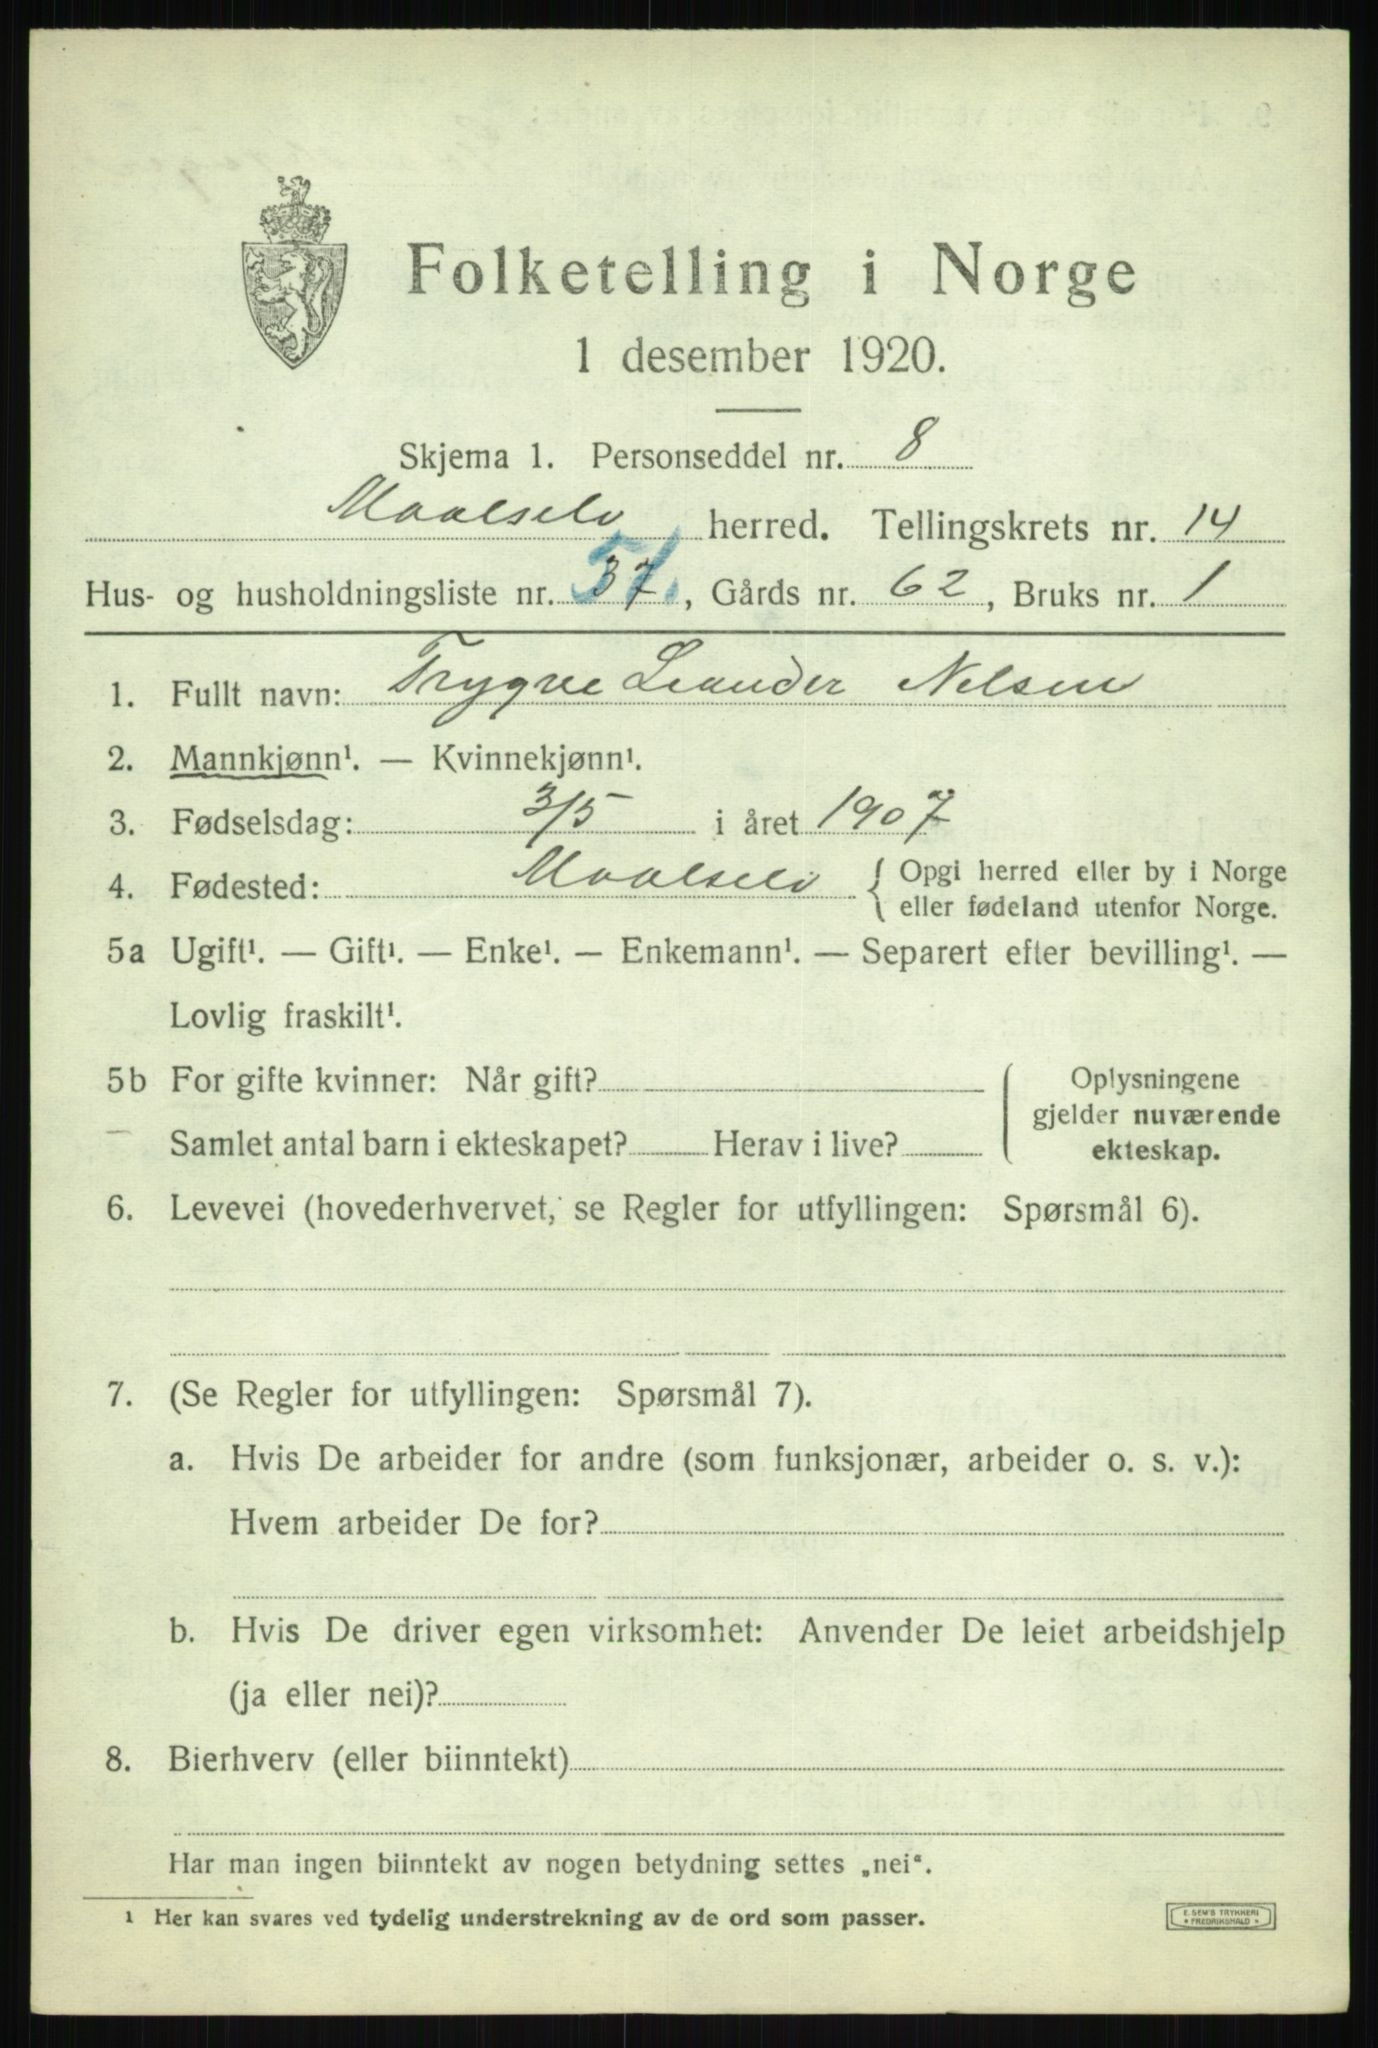 Folketelling i Norge
1 desember 1920.
Skjema 1. Personseddel nr. 8
Maalselv herred. Tellingskrets nr. 14
Hus- og husholdningsliste nr. 37 51., Gårds nr. 62, Bruks nr. 1
1. Fullt navn: Trygve Leander Nelsen
2. Mannkjønn¹. — Kvinnekjønn¹.
3. Fødselsdag: 3/5 i året 1907
4. Fødested: Maalselv { Opgi herred eller by i Norge
eller fødeland utenfor Norge.
5a Ugift¹. — Gift¹. — Enke¹. — Enkemann¹. — Separert efter bevilling¹. —
Lovlig fraskilt¹.
5b For gifte kvinner: Når gift? Oplysningene
gjelder nuværende
Samlet antal barn i ekteskapet? Herav i live? ekteskap.
6. Levevei (hovederhvervet, se Regler for utfyllingen: Spørsmål 6).
7. (Se Regler for utfyllingen: Spørsmål 7).
a. Hvis De arbeider for andre (som funksjonær, arbeider o. s. v.):
Hvem arbeider De for?
b. Hvis De driver egen virksomhet: Anvender De leiet arbeidshjelp
(ja eller nei)?
8. Bierhverv (eller biinntekt)
Har man ingen biinntekt av nogen betydning settes „nei“.
1 Her kan svares ved tydelig understrekning av de ord som passer.
E. SEM'S TRYKKERI
* FREDRIKSHALD *